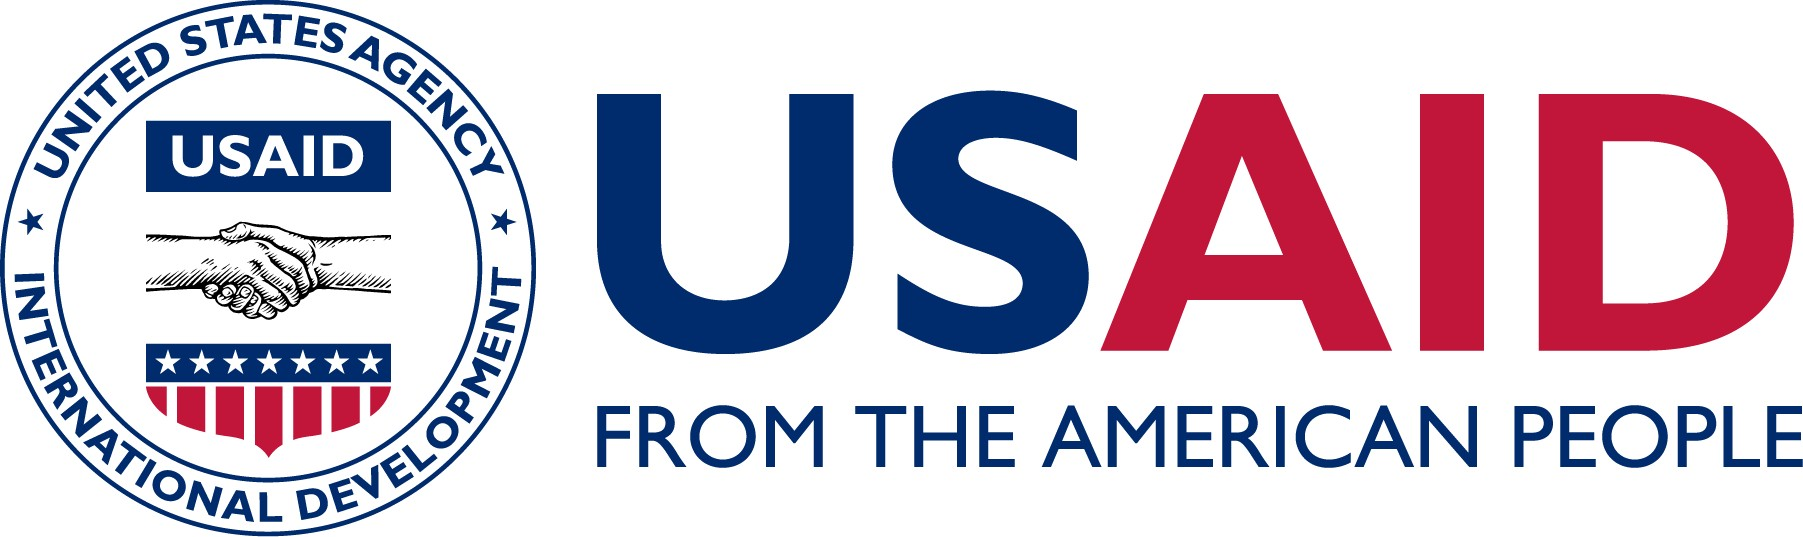 UNITED STATES AGENCY
USAID
INTERNATIONAL DEVELOPMENT
USAID
FROM THE AMERICAN PEOPLE